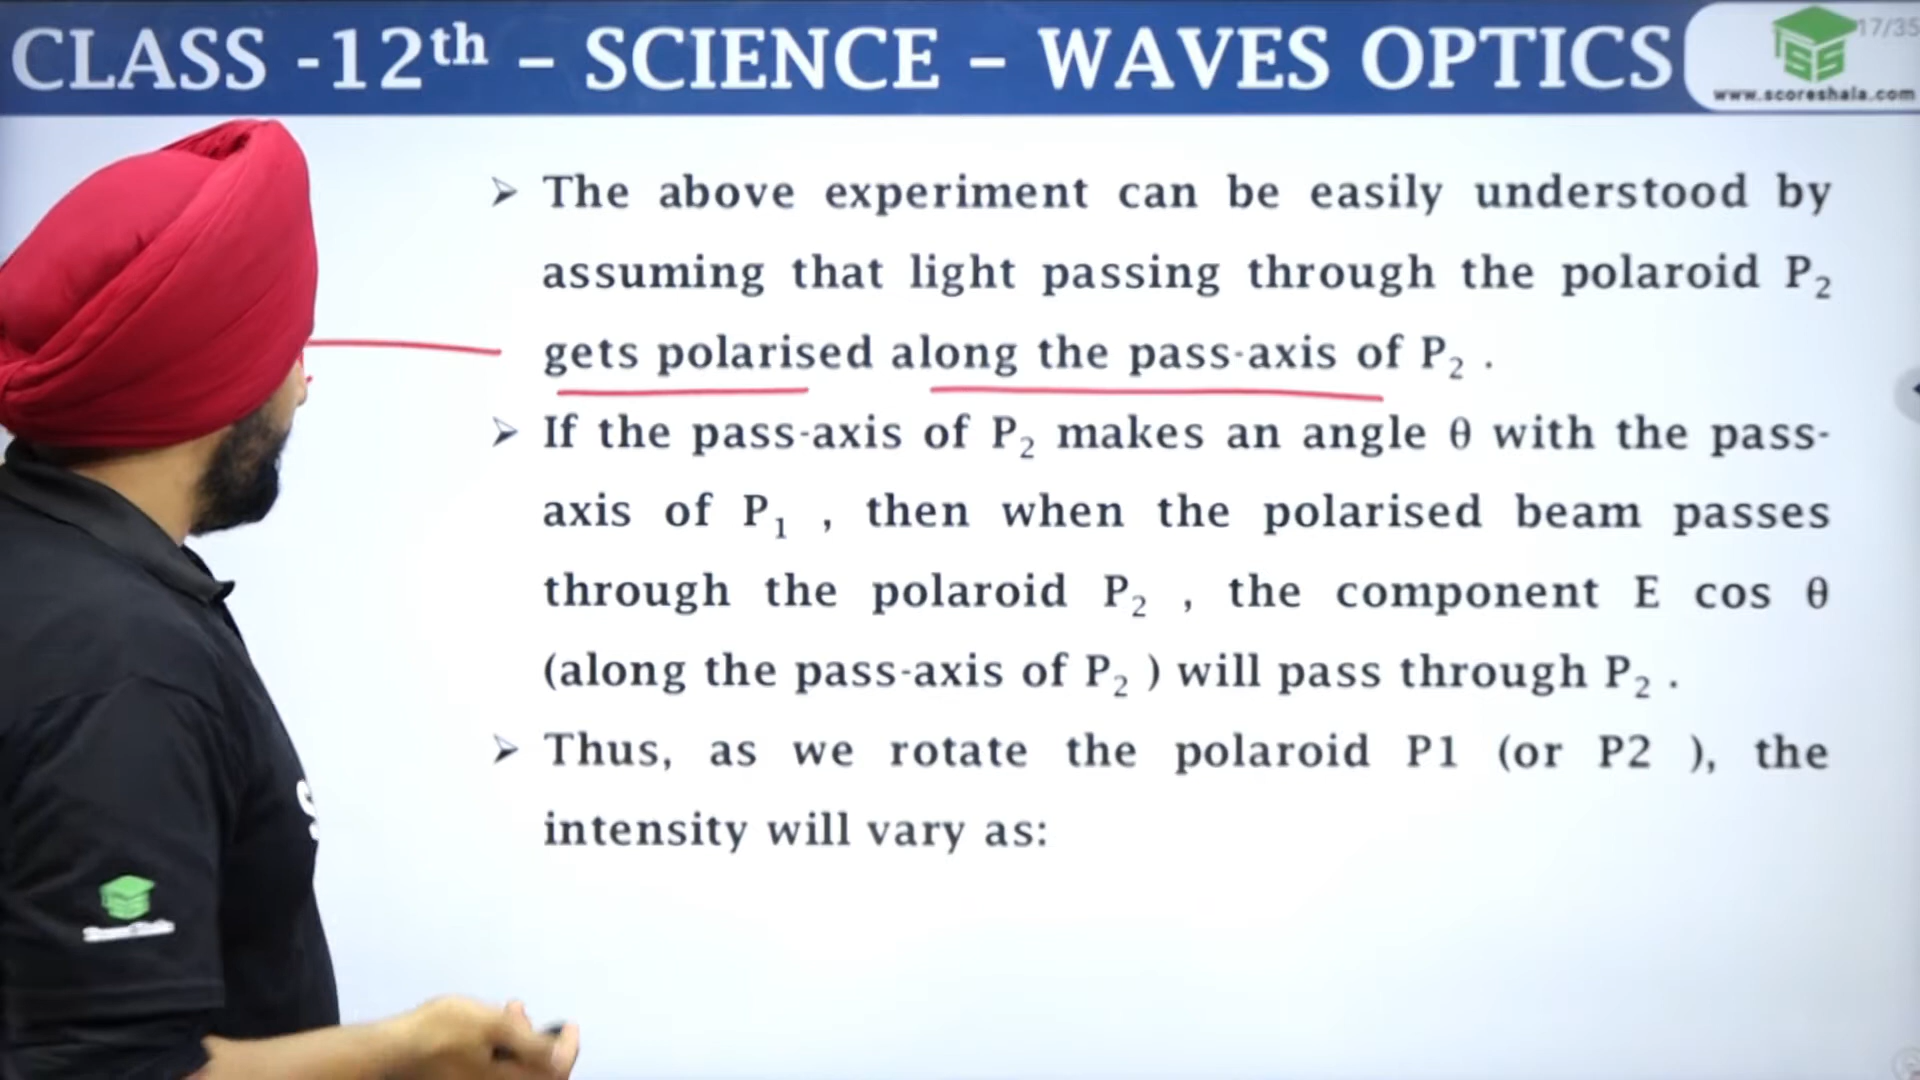 CLASS -12th – SCIENCE – WAVES OPTICS
17/35
SS
www.scoreshala.com
➢ The above experiment can be easily understood by
assuming that light passing through the polaroid P₂
gets polarised along the pass-axis of P₂ .
➢ If the pass-axis of P₂ makes an angle θ with the pass-
axis of P₁ , then when the polarised beam passes
through the polaroid P₂ , the component E cos θ
(along the pass-axis of P₂ ) will pass through P₂ .
➢ Thus, as we rotate the polaroid P1 (or P2 ), the
intensity will vary as: